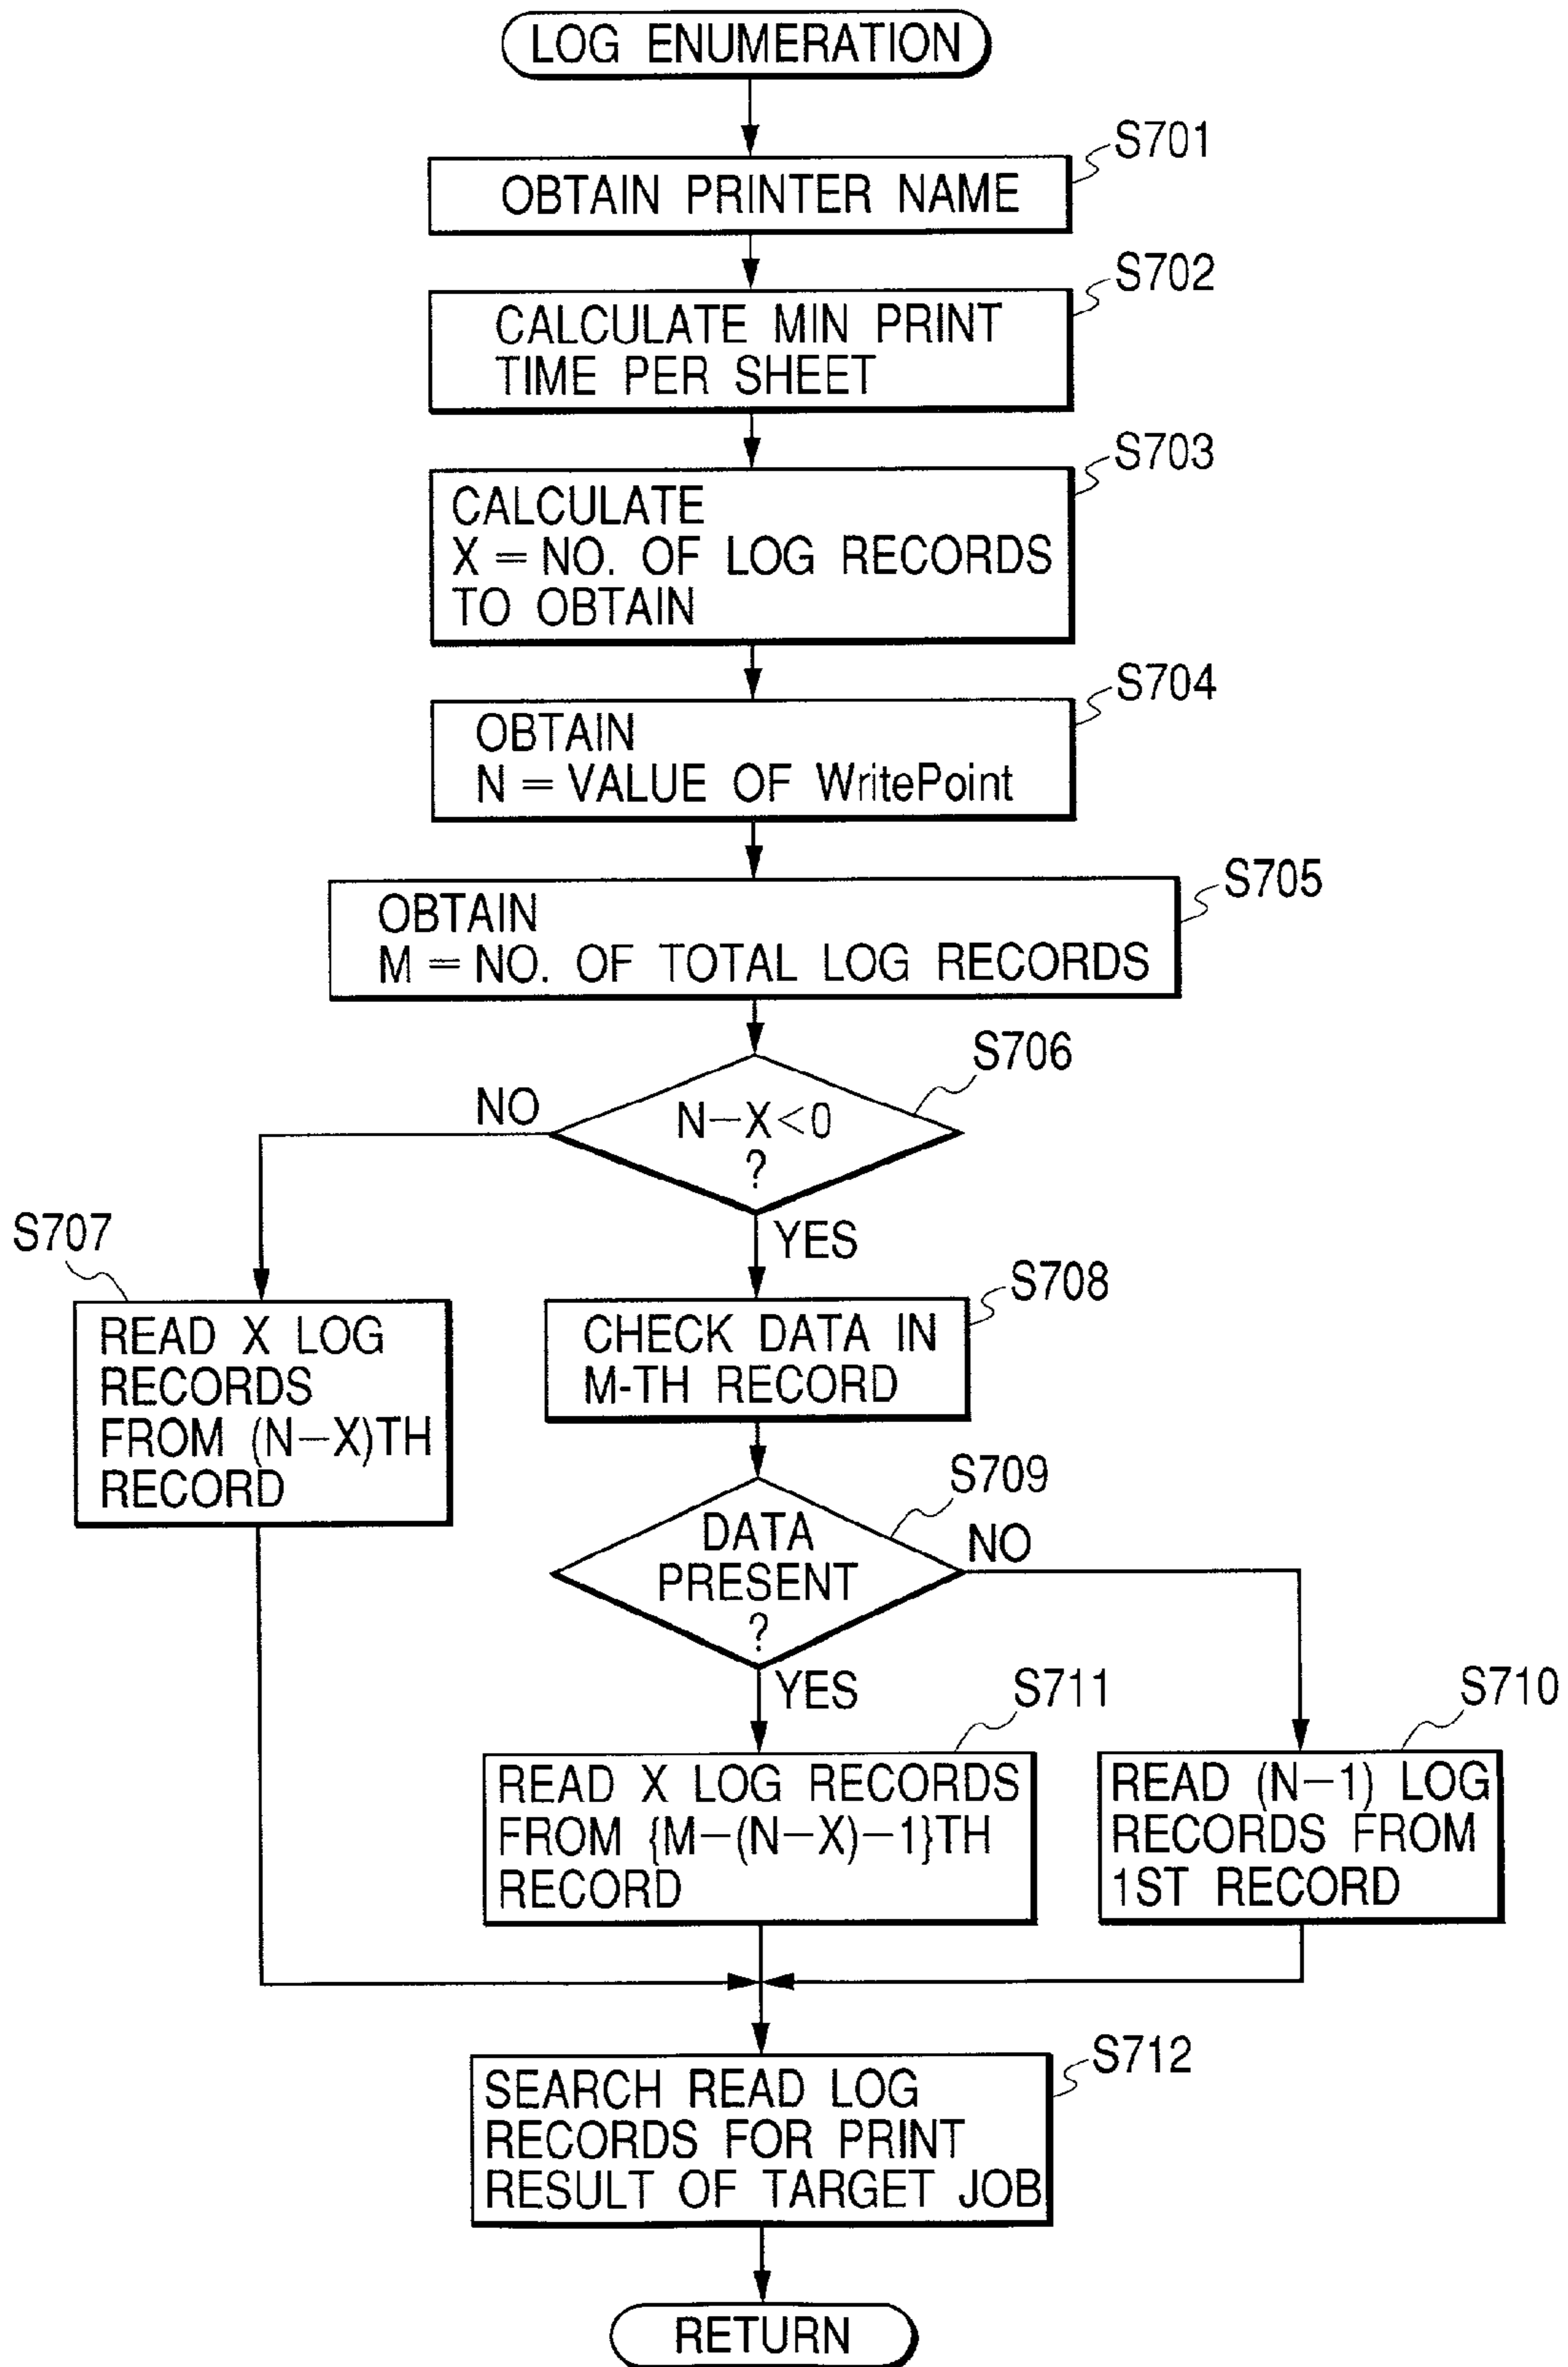 LOG ENUMERATION
S701
OBTAIN PRINTER NAME
S702
CALCULATE MIN PRINT
TIME PER SHEET
S703
CALCULATE
X = NO. OF LOG RECORDS
TO OBTAIN
S704
OBTAIN
N = VALUE OF WritePoint
S705
OBTAIN
M = NO. OF TOTAL LOG RECORDS
S706
NO
N−X<0
?
YES
S707
READ X LOG
RECORDS
FROM (N−X)TH
RECORD
S708
CHECK DATA IN
M-TH RECORD
S709
DATA
PRESENT
?
NO
YES
S711
READ X LOG RECORDS
FROM {M−(N−X)−1}TH
RECORD
S710
READ (N−1) LOG
RECORDS FROM
1ST RECORD
S712
SEARCH READ LOG
RECORDS FOR PRINT
RESULT OF TARGET JOB
RETURN